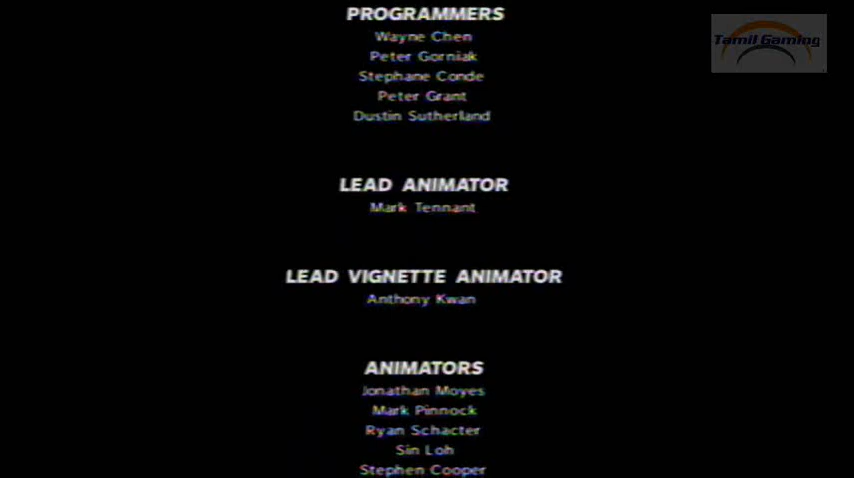 PROGRAMMERS
Wayne Chen
Peter Gorniak
Stephane Conde
Peter Grant
Dustin Sutherland
Tamil Gaming
LEAD ANIMATOR
Mark Tennant
LEAD VIGNETTE ANIMATOR
Anthony Kwan
ANIMATORS
Jonathan Moyes
Mark Pinnock
Ryan Schacter
Sin Loh
Stephen Cooper